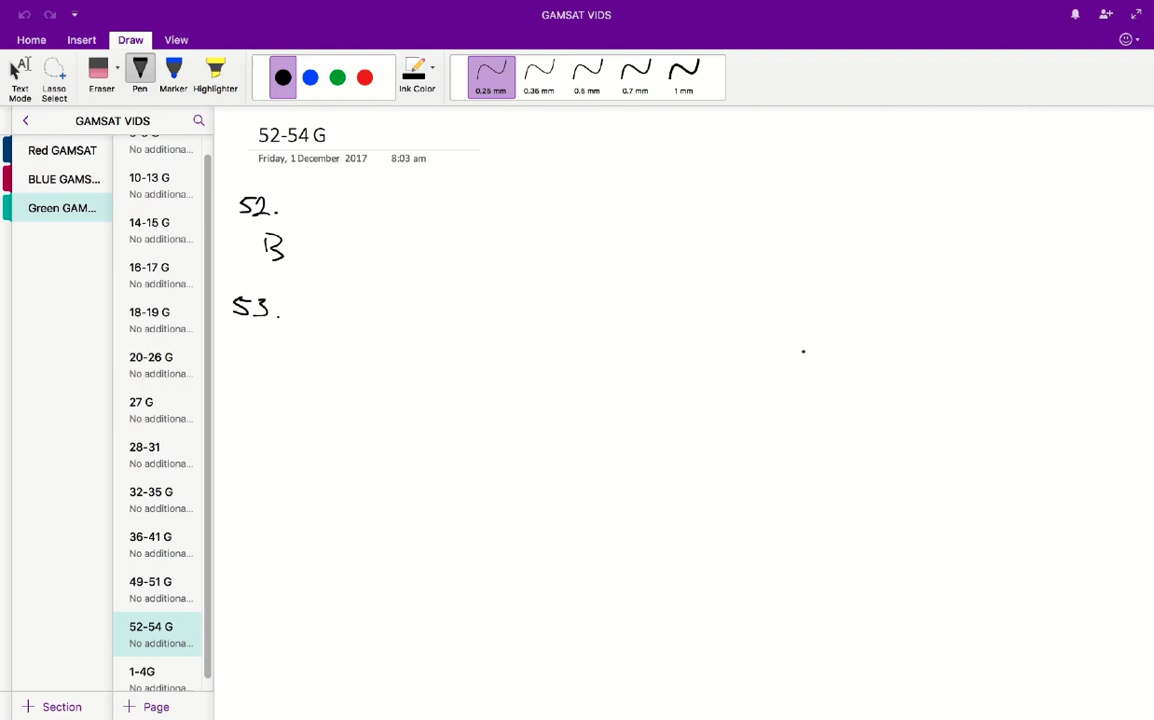 GAMSAT VIDS
Home Insert Draw View
Text Mode
Lasso Select
Eraser
Pen
Marker
Highlighter
Ink Color
0.25 mm
0.35 mm
0.5 mm
0.7 mm
1 mm
GAMSAT VIDS
Red GAMSAT
BLUE GAMS...
Green GAM...
No additiona...
10-13 G
No additiona...
14-15 G
No additiona...
16-17 G
No additiona...
18-19 G
No additiona...
20-26 G
No additiona...
27 G
No additiona...
28-31
No additiona...
32-35 G
No additiona...
36-41 G
No additiona...
49-51 G
No additiona...
52-54 G
No additiona...
1-4G
No additiona...
+ Section
+ Page
52-54 G
Friday, 1 December 2017 8:03 am
52.
B
53.